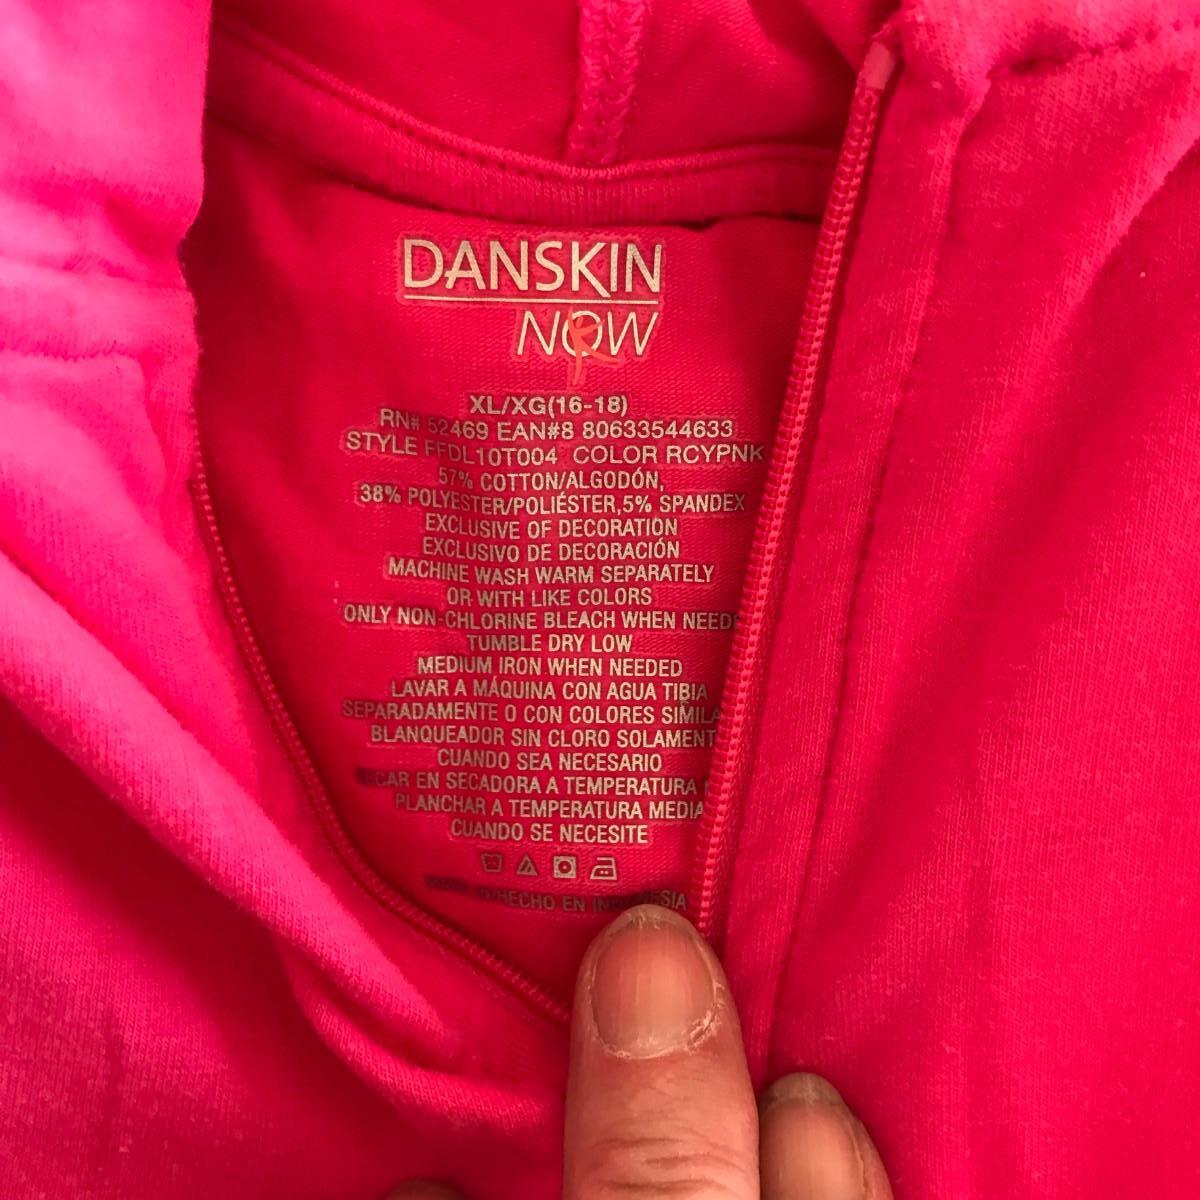 DANSKIN
NOW
XL/XG(16-18)
RN# 52469 EAN#8 80633544633
STYLE FFDL10T004 COLOR RCYPNK
57% COTTON/ALGODÓN,
38% POLYESTER/POLIÉSTER,5% SPANDEX
EXCLUSIVE OF DECORATION
EXCLUSIVO DE DECORACIÓN
MACHINE WASH WARM SEPARATELY
OR WITH LIKE COLORS
ONLY NON-CHLORINE BLEACH WHEN
TUMBLE DRY LOW
MEDIUM IRON WHEN NEEDED
LAVAR A MÁQUINA CON AGUA TIBIA
SEPARADAMENTE O CON COLORES
BLANQUEADOR SIN CLORO
CUANDO SEA NECESARIO
EN SECADORA A TEMPERATURA
PLANCHAR A TEMPERATURA MEDIA
CUANDO SE NECESITE
HECHO EN